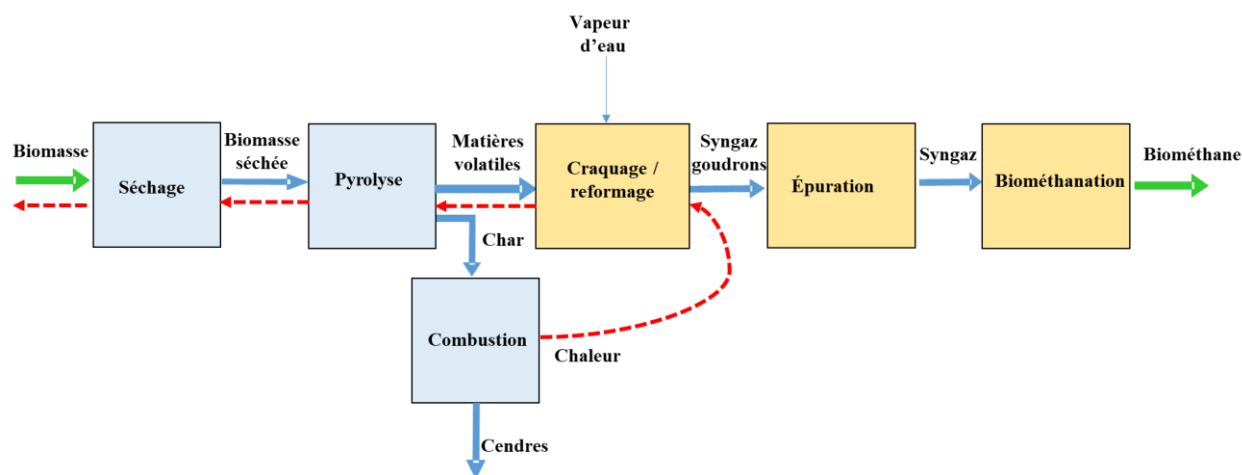 Vapeur
d’eau
Biomasse
Séchage
Biomasse
séchée
Pyrolyse
Matières
volatiles
Craquage /
reformage
Syngaz
goudrons
Épuration
Syngaz
Biométhanation
Biométhane
Char
Combustion
Chaleur
Cendres